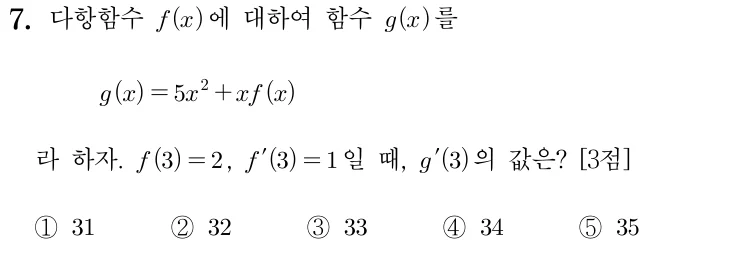 7. 다항함수 f(x)에 대하여 함수 g(x)를
g(x)=5x²+xf(x)
라 하자. f(3)=2, f′(3)=1일 때, g′(3)의 값은? [3점]
① 31 ② 32 ③ 33 ④ 34 ⑤ 35